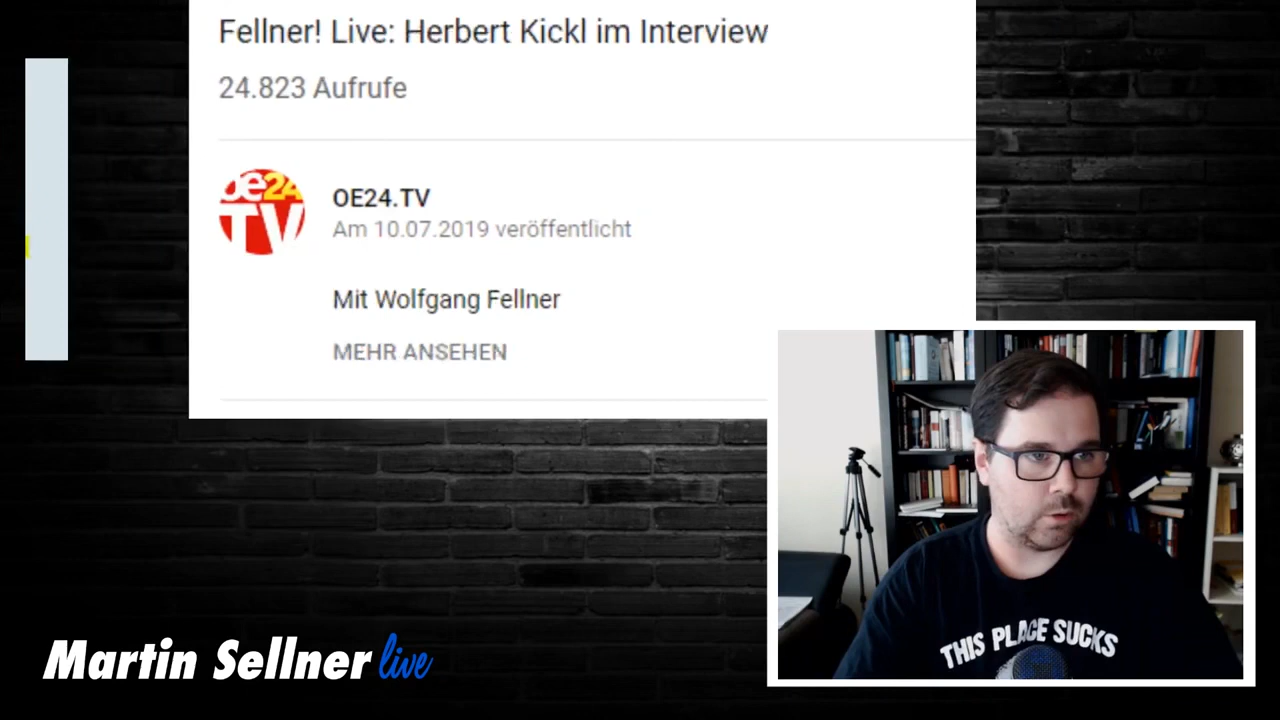 Fellner! Live: Herbert Kickl im Interview
24.823 Aufrufe
oe24
TV
OE24.TV
Am 10.07.2019 veröffentlicht
Mit Wolfgang Fellner
MEHR ANSEHEN
THIS PLACE SUCKS
Martin Sellner live